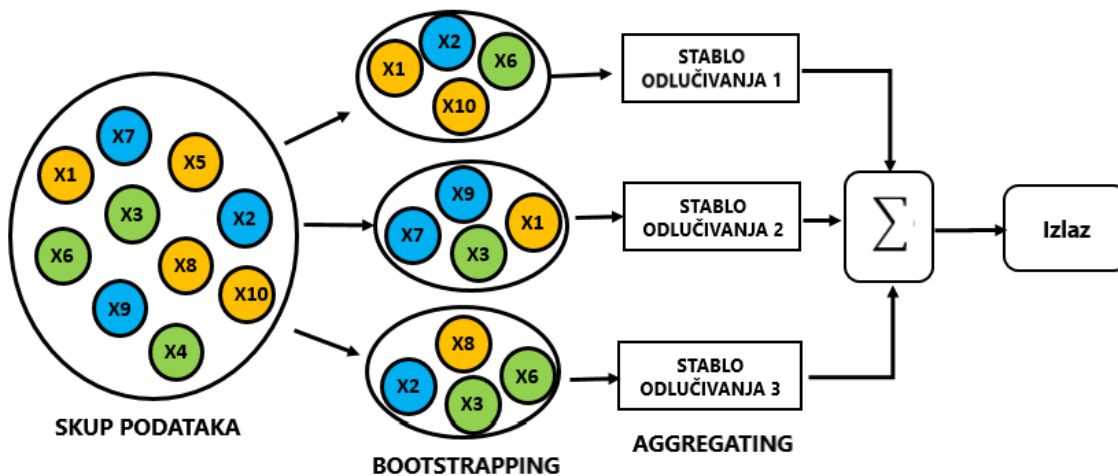 X7
X1
X5
X3
X2
X6
X8
X10
X9
X4
SKUP PODATAKA
X2
X1
X6
X10
X9
X1
X7
X3
X8
X2
X6
X3
BOOTSTRAPPING
STABLO
ODLUČIVANJA 1
STABLO
ODLUČIVANJA 2
STABLO
ODLUČIVANJA 3
AGGREGATING
∑
Izlaz